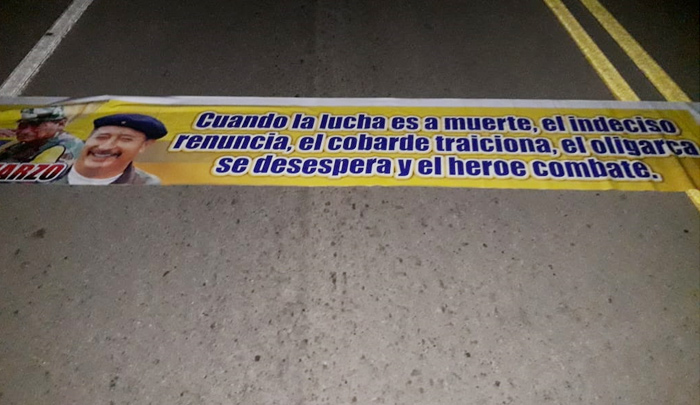 Cuando la lucha es a muerte, el indeciso
renuncia, el cobarde traiciona, el oligarca
se desespera y el heroe combate.
ARZO